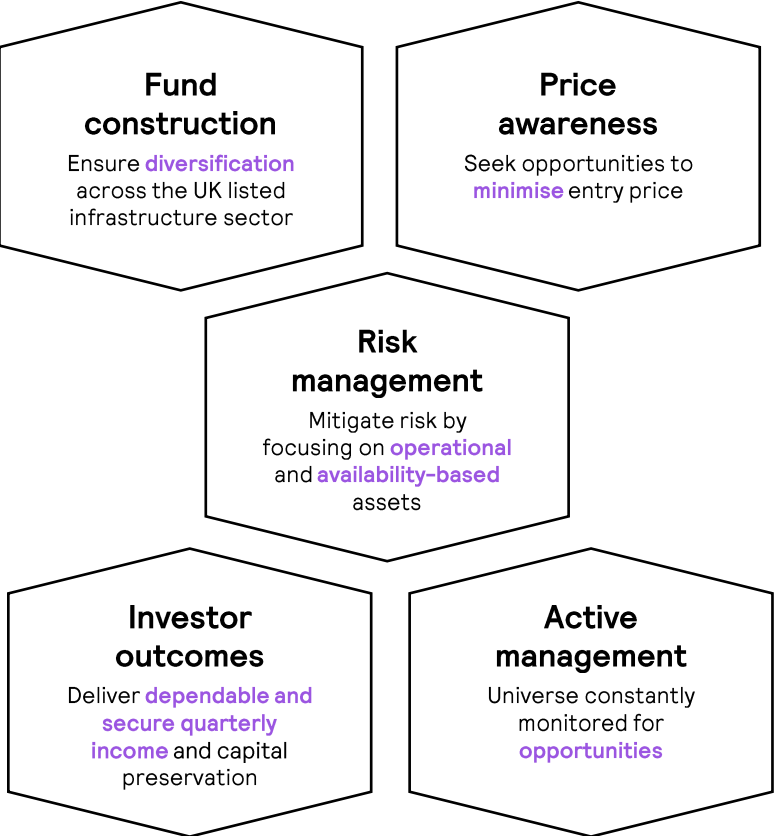 Fund
construction
Ensure diversification
across the UK listed
infrastructure sector
Price
awareness
Seek opportunities to
minimise entry price
Risk
management
Mitigate risk by
focusing on operational
and availability-based
assets
Investor
outcomes
Deliver dependable and
secure quarterly
income and capital
preservation
Active
management
Universe constantly
monitored for
opportunities